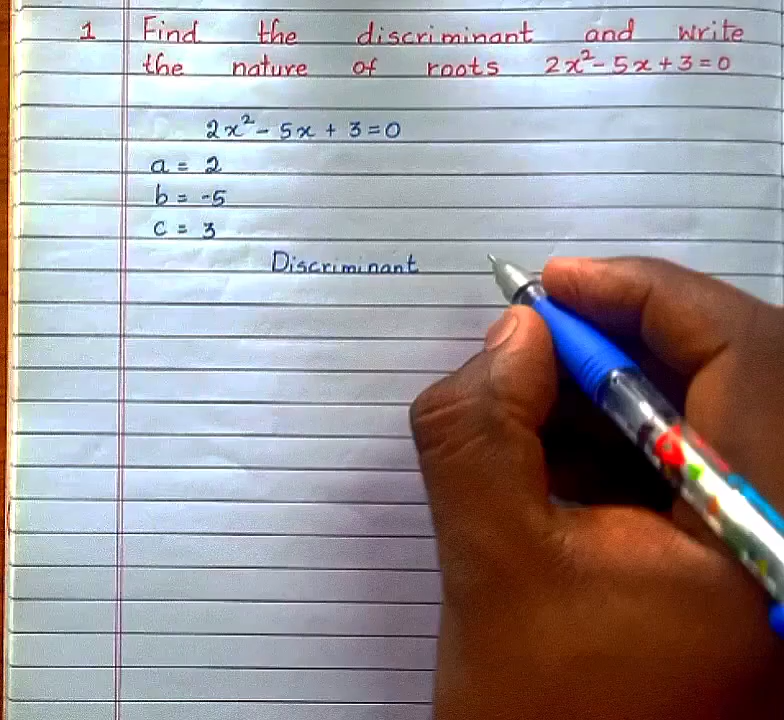 1 Find the discriminant and write
the nature of roots 2x² - 5x + 3 = 0
2x² - 5x + 3 = 0
a = 2
b = -5
c = 3
Discriminant